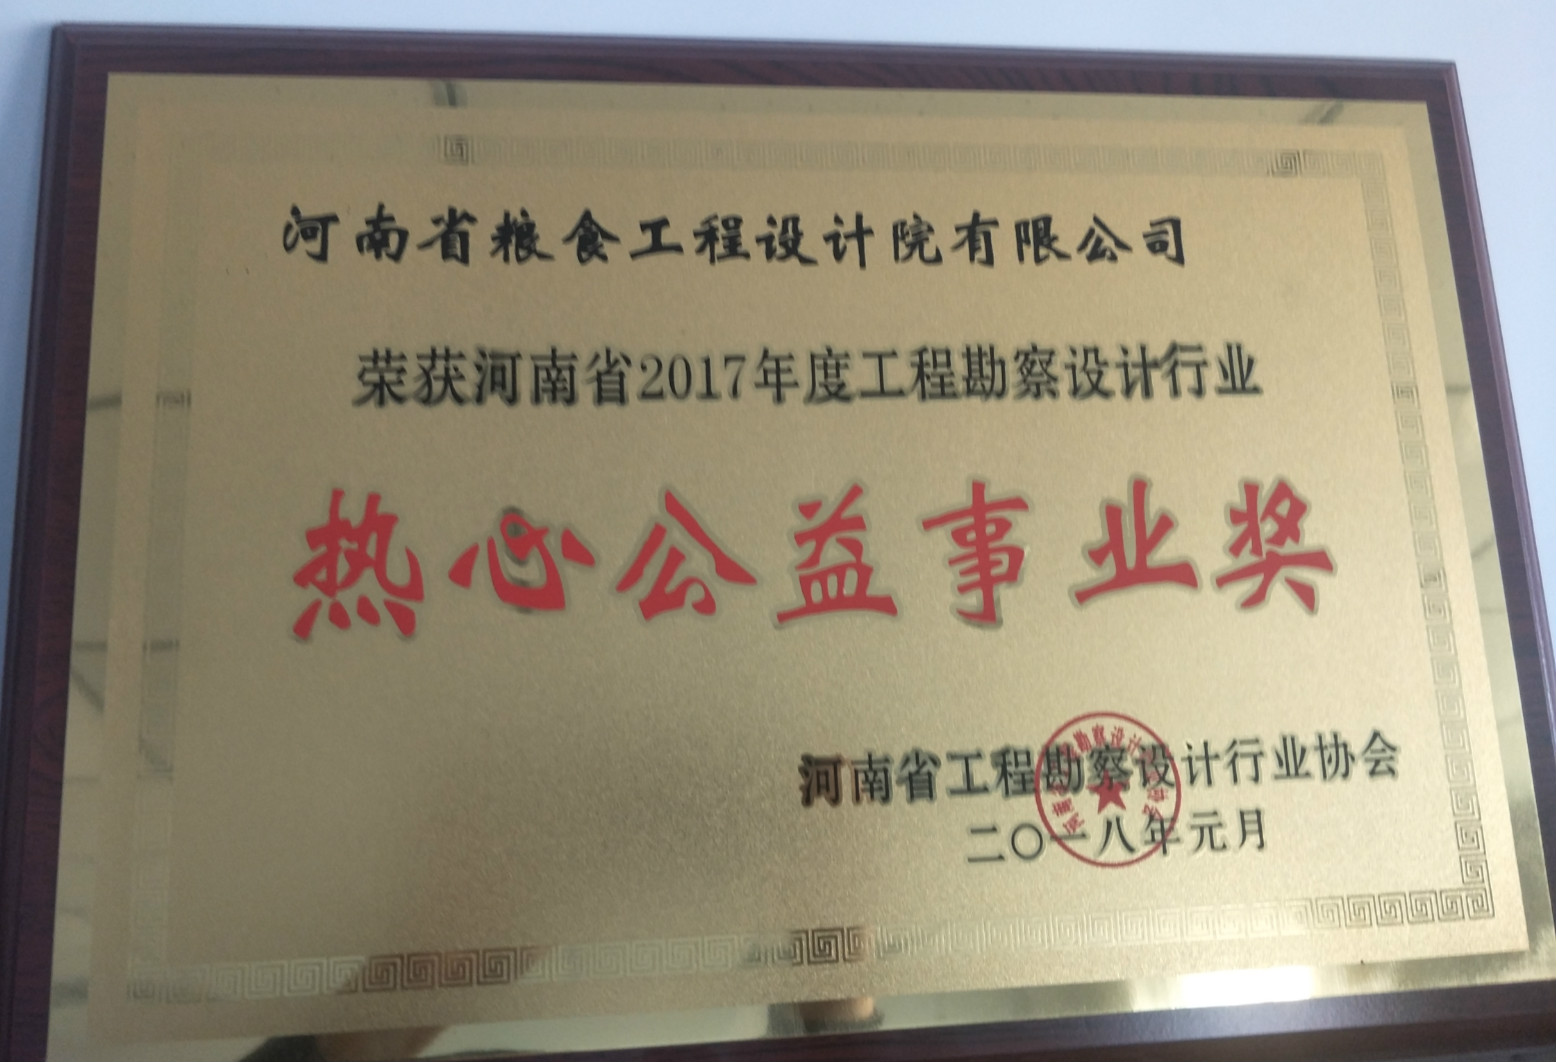 河南省粮食工程设计院有限公司
荣获河南省2017年度工程勘察设计行业
热心公益事业奖
河南省工程勘察设计行业协会
二〇一八年元月